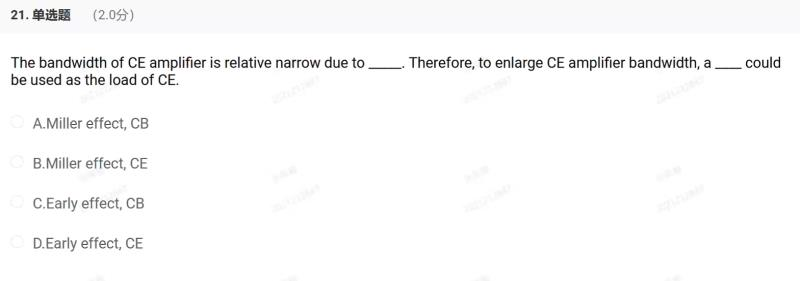 21. 单选题 (2.0分)
The bandwidth of CE amplifier is relative narrow due to _____. Therefore, to enlarge CE amplifier bandwidth, a ____ could
be used as the load of CE.
A.Miller effect, CB
B.Miller effect, CE
C.Early effect, CB
D.Early effect, CE